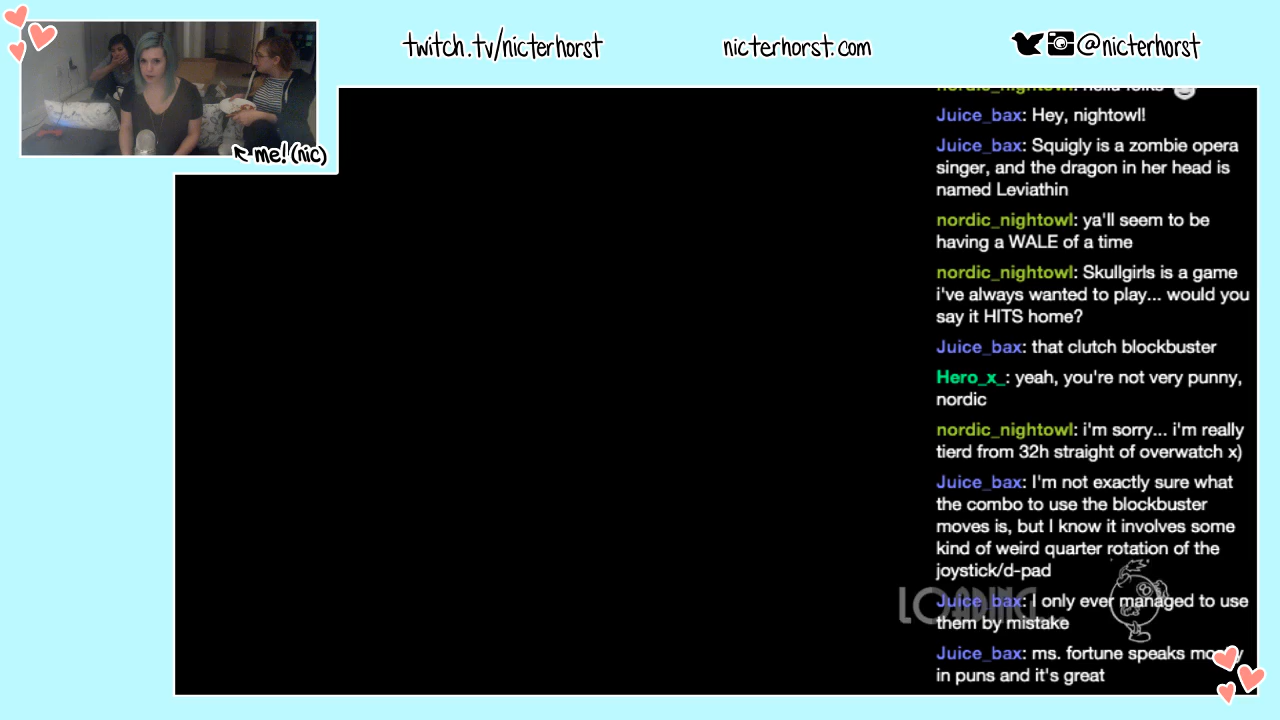 twitch.tv/nicterhorst
nicterhorst.com
@nicterhorst
me! (nic)
nordic_nightowl: hella folks
Juice_bax: Hey, nightowl!
Juice_bax: Squigly is a zombie opera
singer, and the dragon in her head is
named Leviathin
nordic_nightowl: ya'll seem to be
having a WALE of a time
nordic_nightowl: Skullgirls is a game
i've always wanted to play... would you
say it HITS home?
Juice_bax: that clutch blockbuster
Hero_x_: yeah, you're not very punny,
nordic
nordic_nightowl: i'm sorry... i'm really
tierd from 32h straight of overwatch x)
Juice_bax: I'm not exactly sure what
the combo to use the blockbuster
moves is, but I know it involves some
kind of weird quarter rotation of the
joystick/d-pad
LOADING...
Juice_bax: I only ever managed to use
them by mistake
Juice_bax: ms. fortune speaks mostly
in puns and it's great